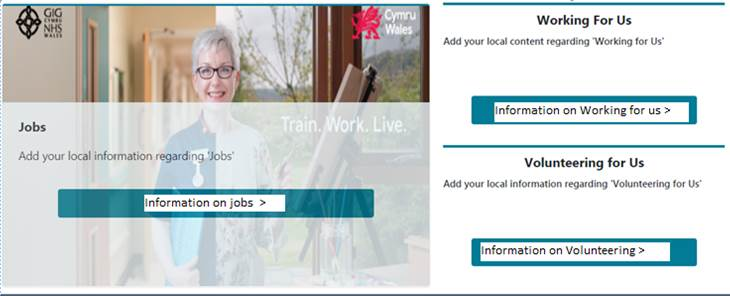 GIG
CYMRU
NHS
WALES
Cymru
Wales
Train. Work. Live.
Jobs
Add your local information regarding 'Jobs'
Information on jobs >
Working For Us
Add your local content regarding 'Working for Us'
Information on Working for us >
Volunteering for Us
Add your local information regarding 'Volunteering for Us'
Information on Volunteering >